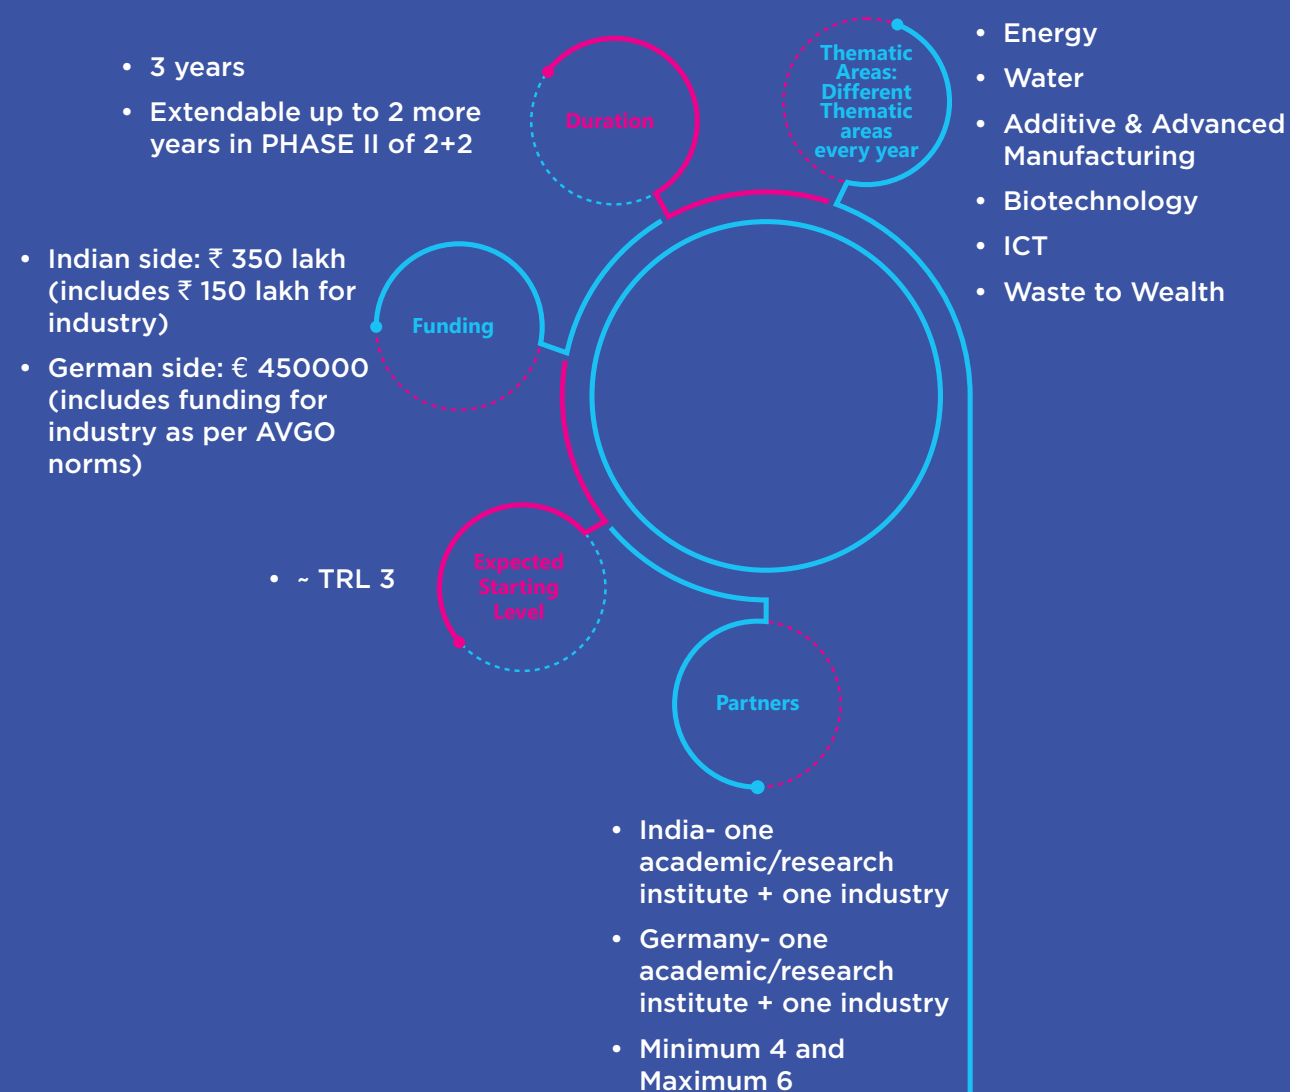 • 3 years
• Extendable up to 2 more
years in PHASE II of 2+2
Duration
Thematic
Areas:
Different
Thematic
areas
every year
• Energy
• Water
• Additive & Advanced
Manufacturing
• Biotechnology
• ICT
• Waste to Wealth
• Indian side: ₹ 350 lakh
(includes ₹ 150 lakh for
industry)
• German side: € 450000
(includes funding for
industry as per AVGO
norms)
Funding
• ~ TRL 3
Expected
Starting
Level
Partners
• India- one
academic/research
institute + one industry
• Germany- one
academic/research
institute + one industry
• Minimum 4 and
Maximum 6